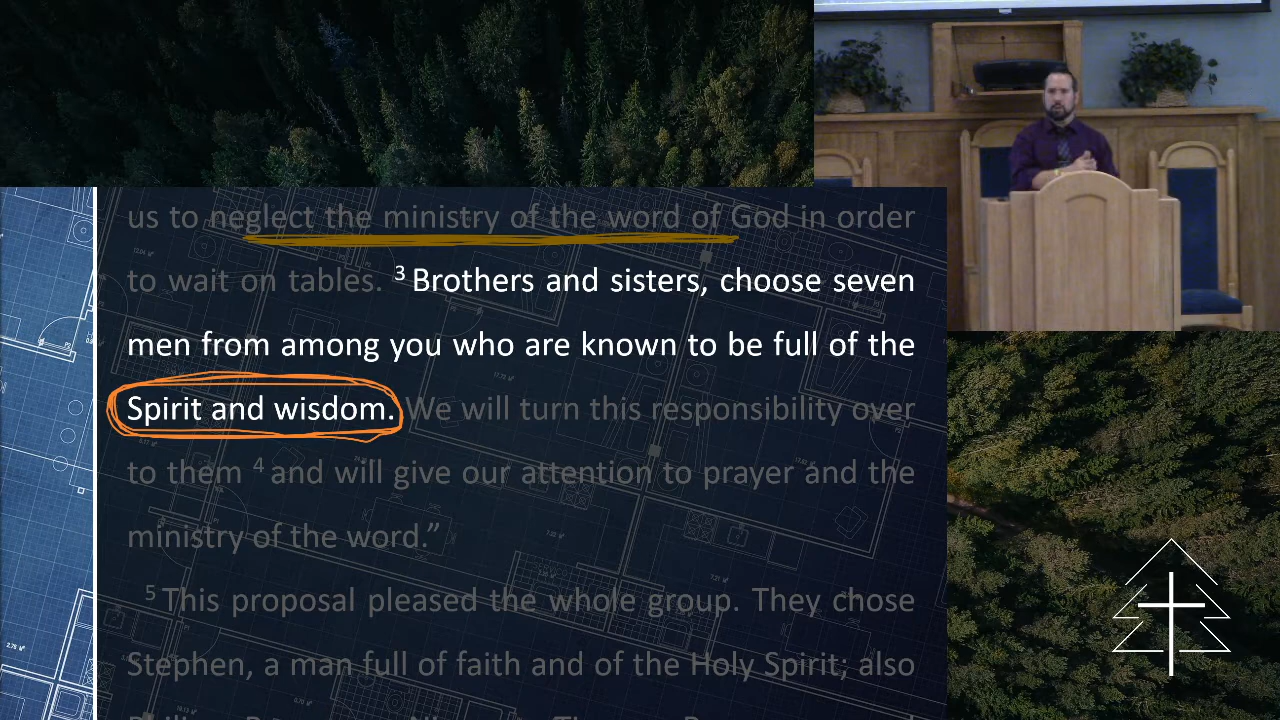 us to neglect the ministry of the word of God in order
to wait on tables. 3 Brothers and sisters, choose seven
men from among you who are known to be full of the
Spirit and wisdom. We will turn this responsibility over
to them 4 and will give our attention to prayer and the
ministry of the word.”
5 This proposal pleased the whole group. They chose
Stephen, a man full of faith and of the Holy Spirit; also